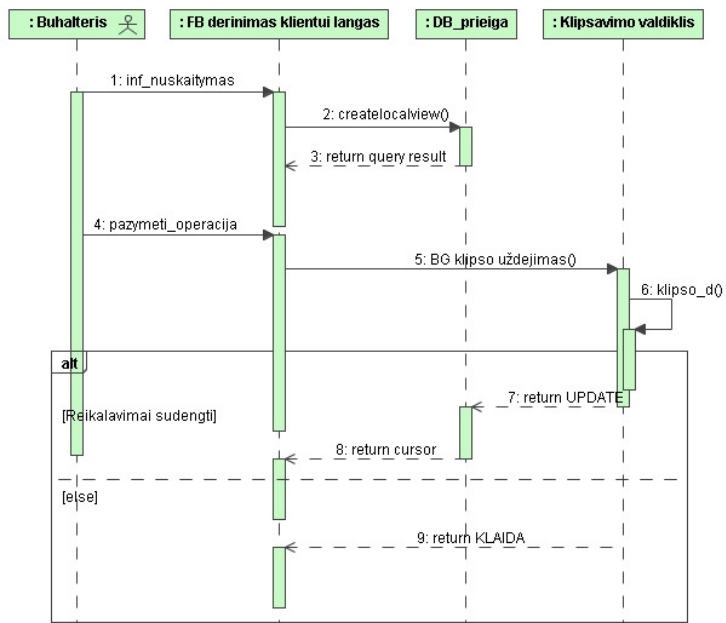 : Buhalteris
: FB derinimas klientui langas
: DB_prieiga
: Klipsavimo valdiklis
1: inf_nuskaitymas
2: createlocalview()
3: return query result
4: pazymeti_operacija
5: BG klipso uždejimas()
6: klipso_d()
alt
7: return UPDATE
[Reikalavimai sudengti]
8: return cursor
[else]
9: return KLAIDA